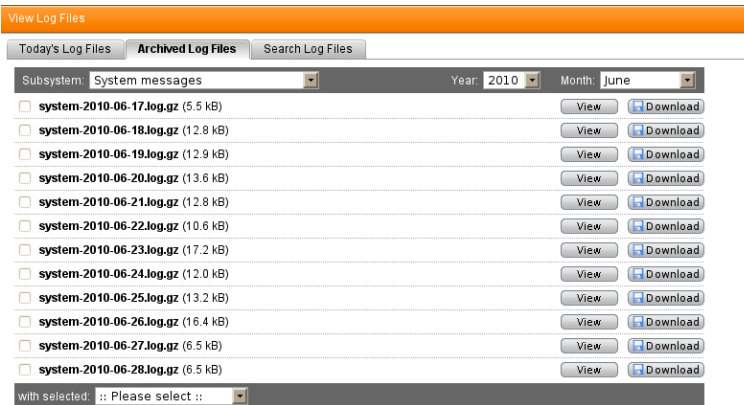 View Log Files
Today's Log Files Archived Log Files Search Log Files
Subsystem: System messages Year: 2010 Month: June
system-2010-06-17.log.gz (5.5 kB) View Download
system-2010-06-18.log.gz (12.8 kB) View Download
system-2010-06-19.log.gz (12.9 kB) View Download
system-2010-06-20.log.gz (13.6 kB) View Download
system-2010-06-21.log.gz (12.8 kB) View Download
system-2010-06-22.log.gz (10.6 kB) View Download
system-2010-06-23.log.gz (17.2 kB) View Download
system-2010-06-24.log.gz (12.0 kB) View Download
system-2010-06-25.log.gz (13.2 kB) View Download
system-2010-06-26.log.gz (16.4 kB) View Download
system-2010-06-27.log.gz (6.5 kB) View Download
system-2010-06-28.log.gz (6.5 kB) View Download
with selected: :: Please select ::